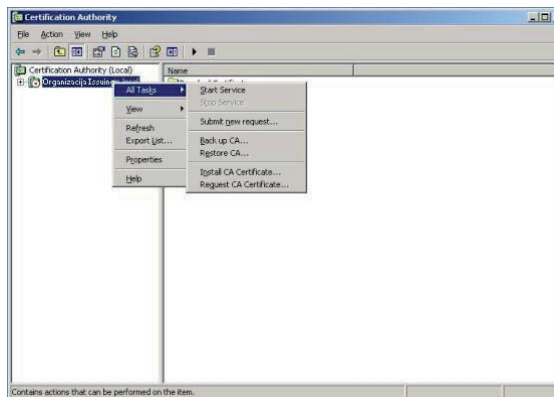 Certification Authority
File Action View Help
Certification Authority (Local)
Name
Organizacija Issuing
All Tasks
View
Refresh
Export List...
Properties
Help
Start Service
Stop Service
Submit new request...
Back up CA...
Restore CA...
Install CA Certificate...
Request CA Certificate...
Contains actions that can be performed on the item.